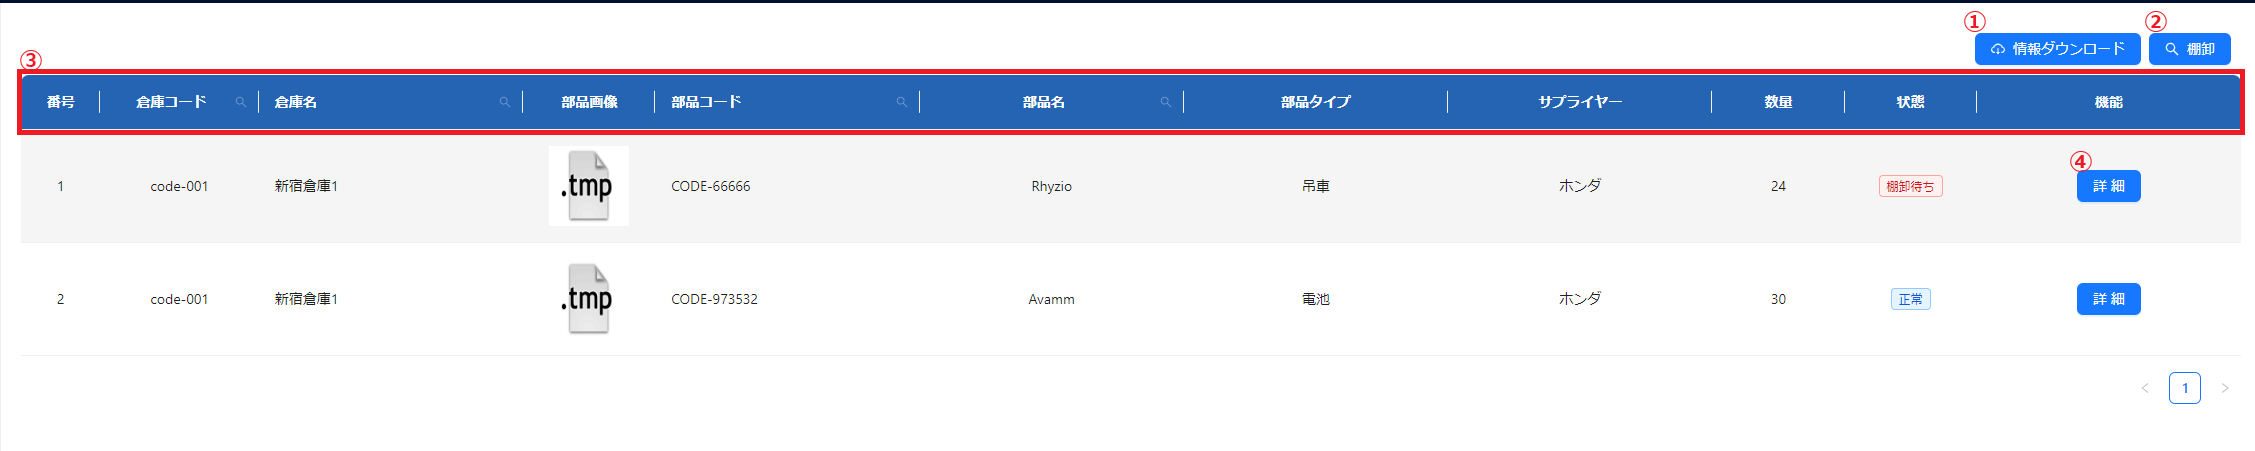 ① ②
情報ダウンロード 棚卸
③
番号 倉庫コード 倉庫名 部品画像 部品コード 部品名 部品タイプ サプライヤー 数量 状態 機能
④
1 code-001 新宿倉庫1 .tmp CODE-66666 Rhyzio 吊車 ホンダ 24 棚卸待ち 詳 細
2 code-001 新宿倉庫1 .tmp CODE-973532 Avamm 電池 ホンダ 30 正常 詳 細
< 1 >